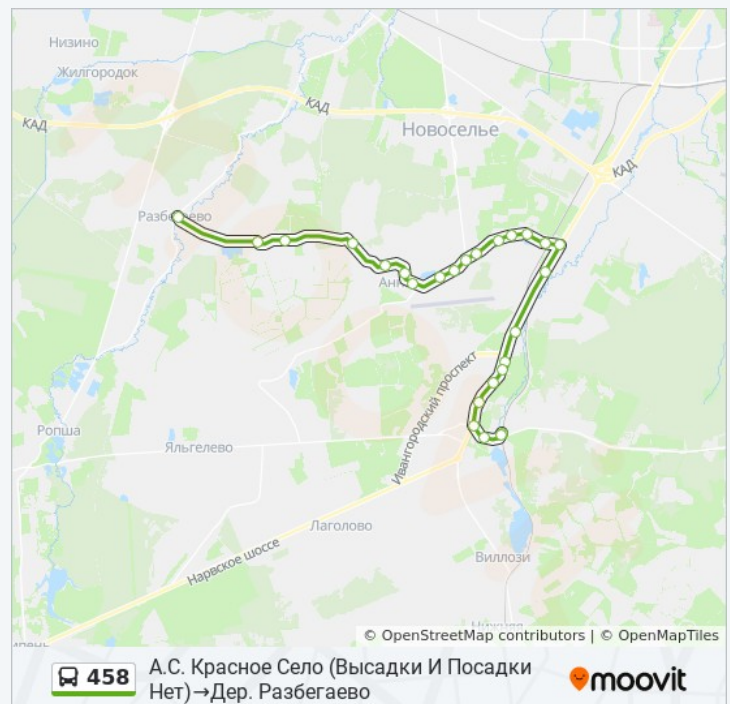 Низино
Жилгородок
КАД
КАД
Новоселье
КАД
Разбегаево
Ивангородский проспект
Ропша
Яльгелево
Лаголово
Нарвское шоссе
Виллози
© OpenStreetMap contributors | © OpenMapTiles
458
А.С. Красное Село (Высадки И Посадки
Нет)→Дер. Разбегаево
moovit